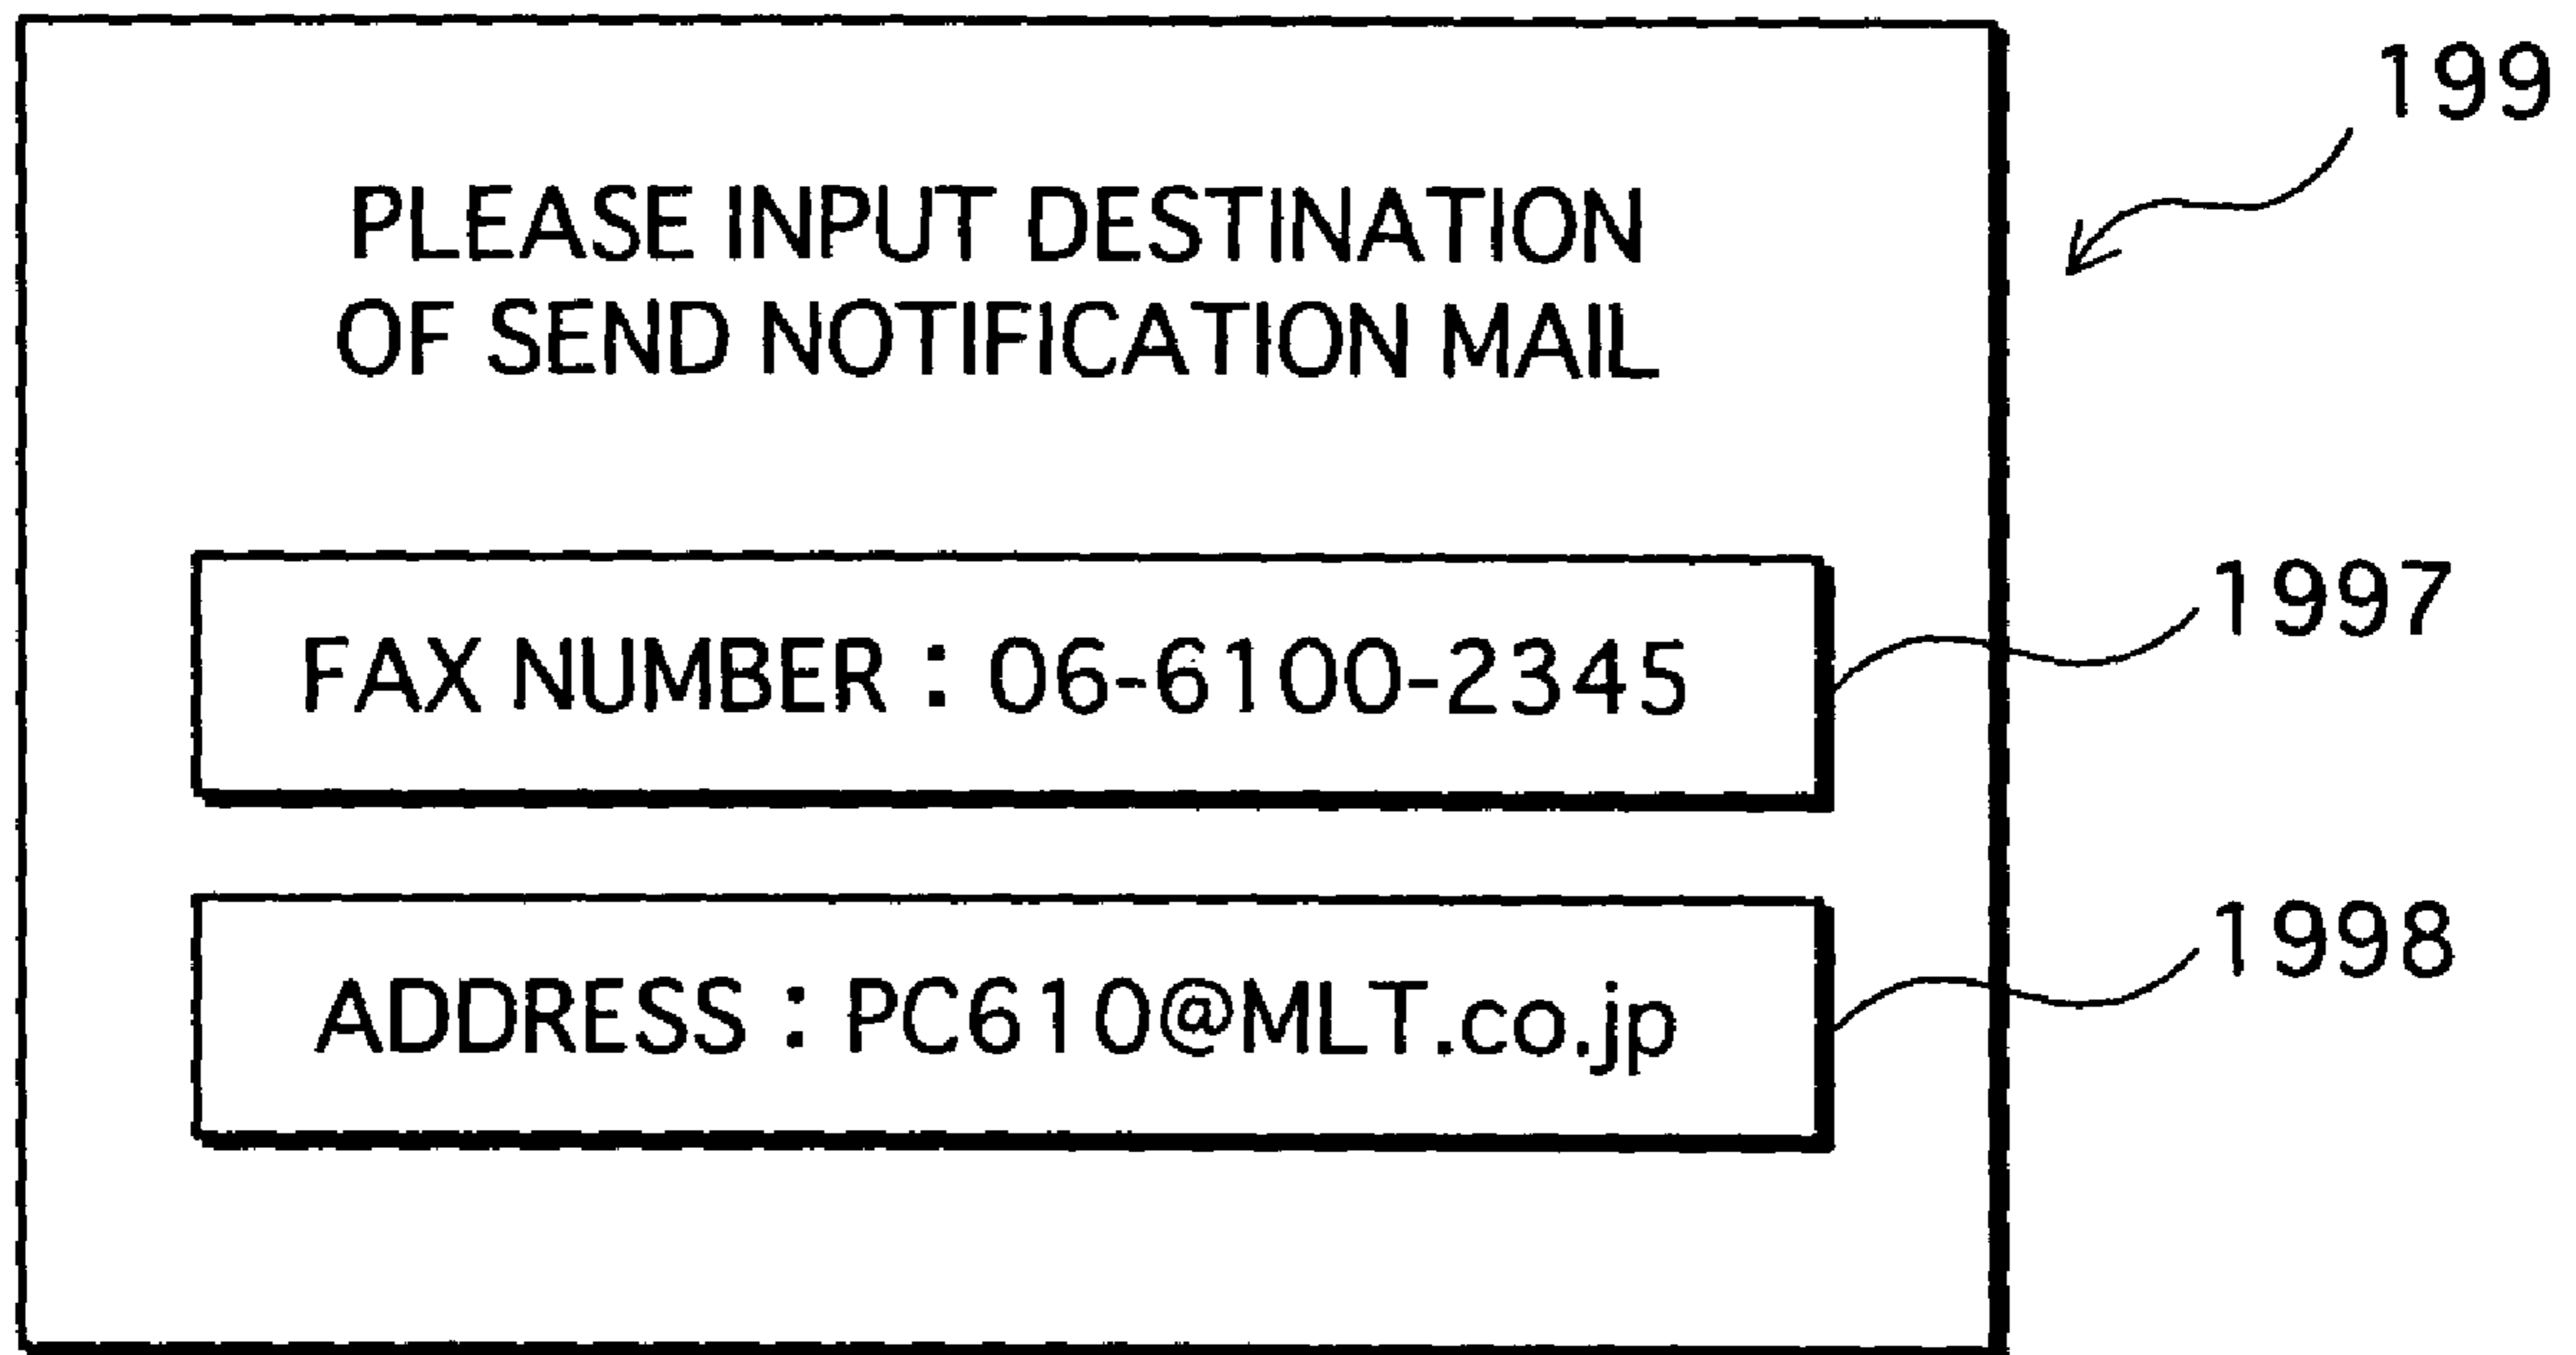 199
PLEASE INPUT DESTINATION
OF SEND NOTIFICATION MAIL
FAX NUMBER : 06-6100-2345
1997
ADDRESS : PC610@MLT.co.jp
1998